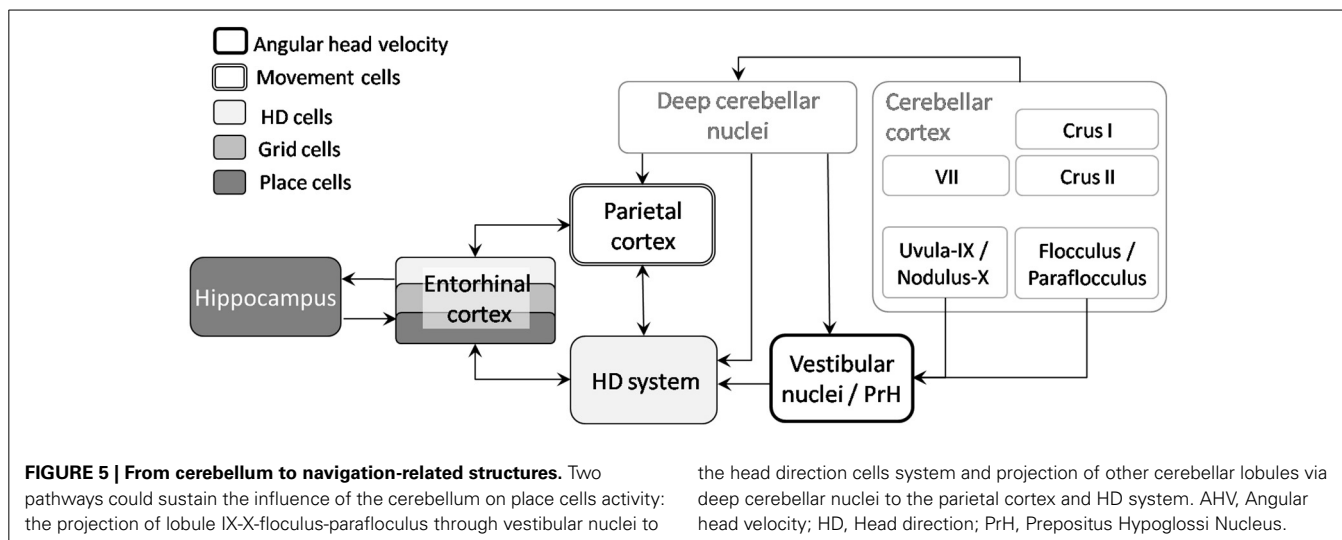 Angular head velocity
Movement cells
HD cells
Grid cells
Place cells
Deep cerebellar
nuclei
Cerebellar
cortex
Crus I
VII
Crus II
Uvula-IX /
Nodulus-X
Flocculus /
Paraflocculus
Parietal
cortex
Hippocampus
Entorhinal
cortex
HD system
Vestibular
nuclei / PrH
FIGURE 5 | From cerebellum to navigation-related structures. Two
pathways could sustain the influence of the cerebellum on place cells activity:
the projection of lobule IX-X-floculus-parafloculus through vestibular nuclei to
the head direction cells system and projection of other cerebellar lobules via
deep cerebellar nuclei to the parietal cortex and HD system. AHV, Angular
head velocity; HD, Head direction; PrH, Prepositus Hypoglossi Nucleus.